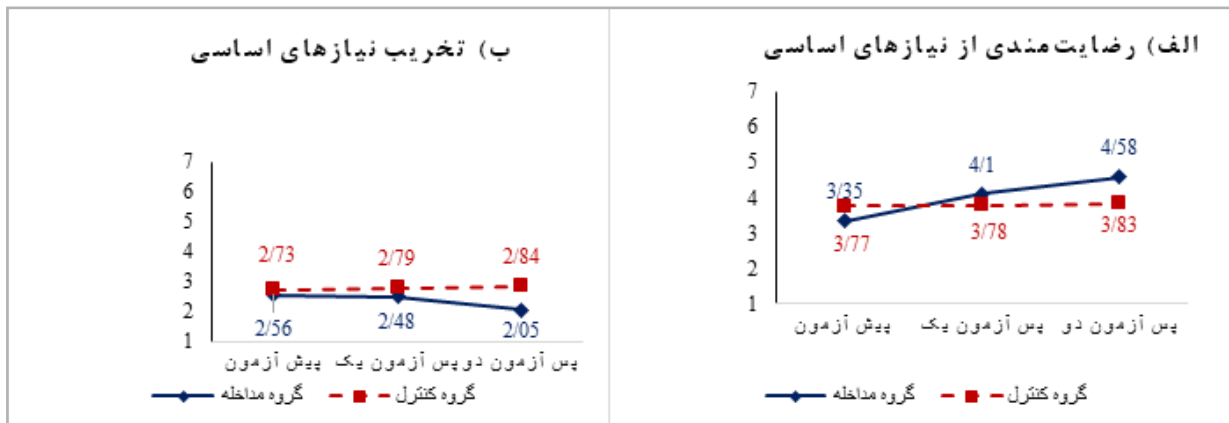 الف) رضایت‌مندی از نیازهای اساسی
7
6
5
4
3
2
1
4/58
4/1
3/35
3/77
3/78
3/83
پیش آزمون
پس آزمون یک
پس آزمون دو
گروه مداخله
گروه کنترل
ب) تخریب نیازهای اساسی
7
6
5
4
3
2
1
2/73
2/79
2/84
2/56
2/48
2/05
پیش آزمون
پس آزمون یک
پس آزمون دو
گروه مداخله
گروه کنترل